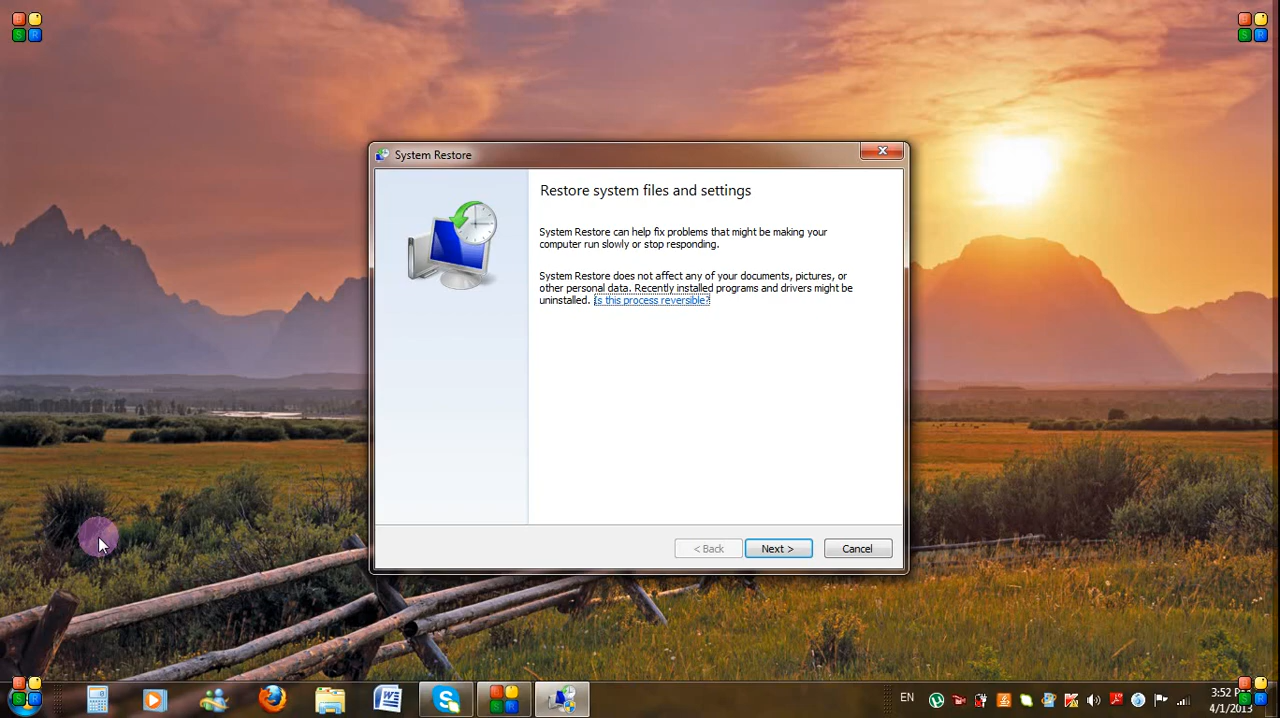 System Restore
Restore system files and settings
System Restore can help fix problems that might be making your
computer run slowly or stop responding.
System Restore does not affect any of your documents, pictures, or
other personal data. Recently installed programs and drivers might be
uninstalled. Is this process reversible?
< Back
Next >
Cancel
EN
3:52 P
4/1/2013
B
S
R
B
S
R